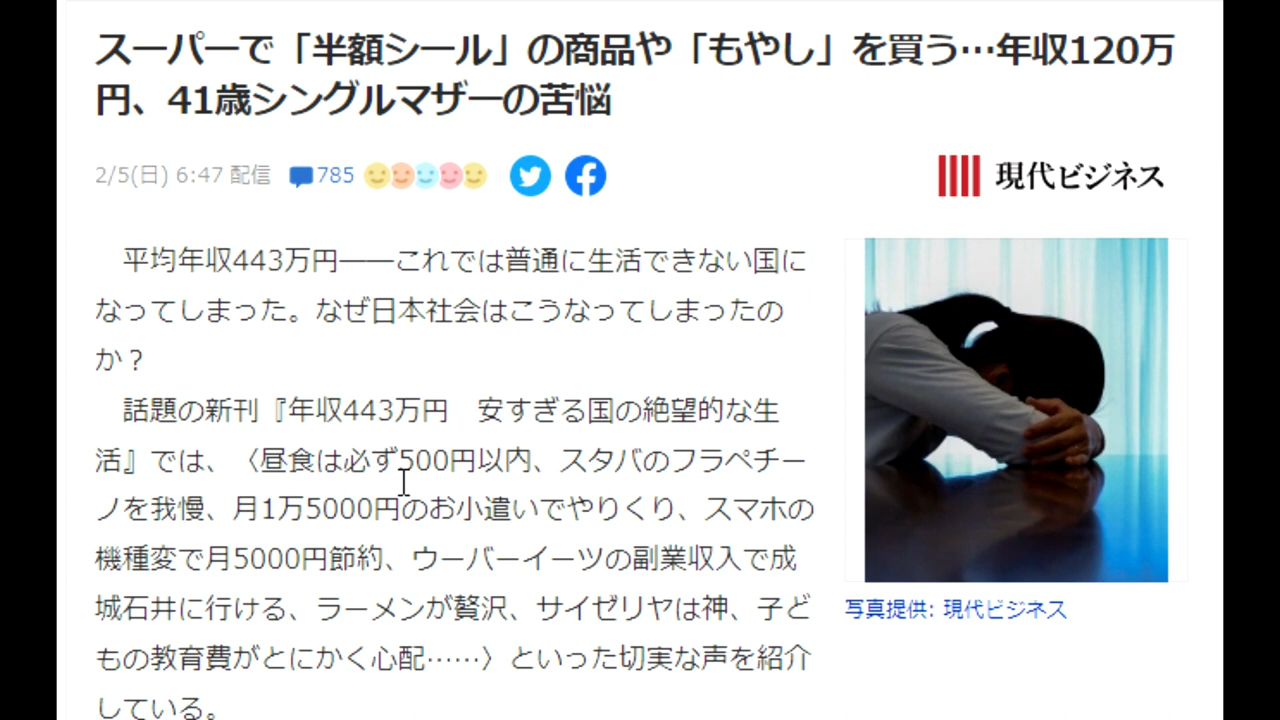 スーパーで「半額シール」の商品や「もやし」を買う…年収120万
円、41歳シングルマザーの苦悩
2/5(日) 6:47 配信 785
現代ビジネス
平均年収443万円――これでは普通に生活できない国に
なってしまった。なぜ日本社会はこうなってしまったの
か？
話題の新刊『年収443万円　安すぎる国の絶望的な生
活』では、〈昼食は必ず500円以内、スタバのフラペチー
ノを我慢、月1万5000円のお小遣いでやりくり、スマホの
機種変で月5000円節約、ウーバーイーツの副業収入で成
城石井に行ける、ラーメンが贅沢、サイゼリヤは神、子ど
もの教育費がとにかく心配……〉といった切実な声を紹介
している。
写真提供: 現代ビジネス